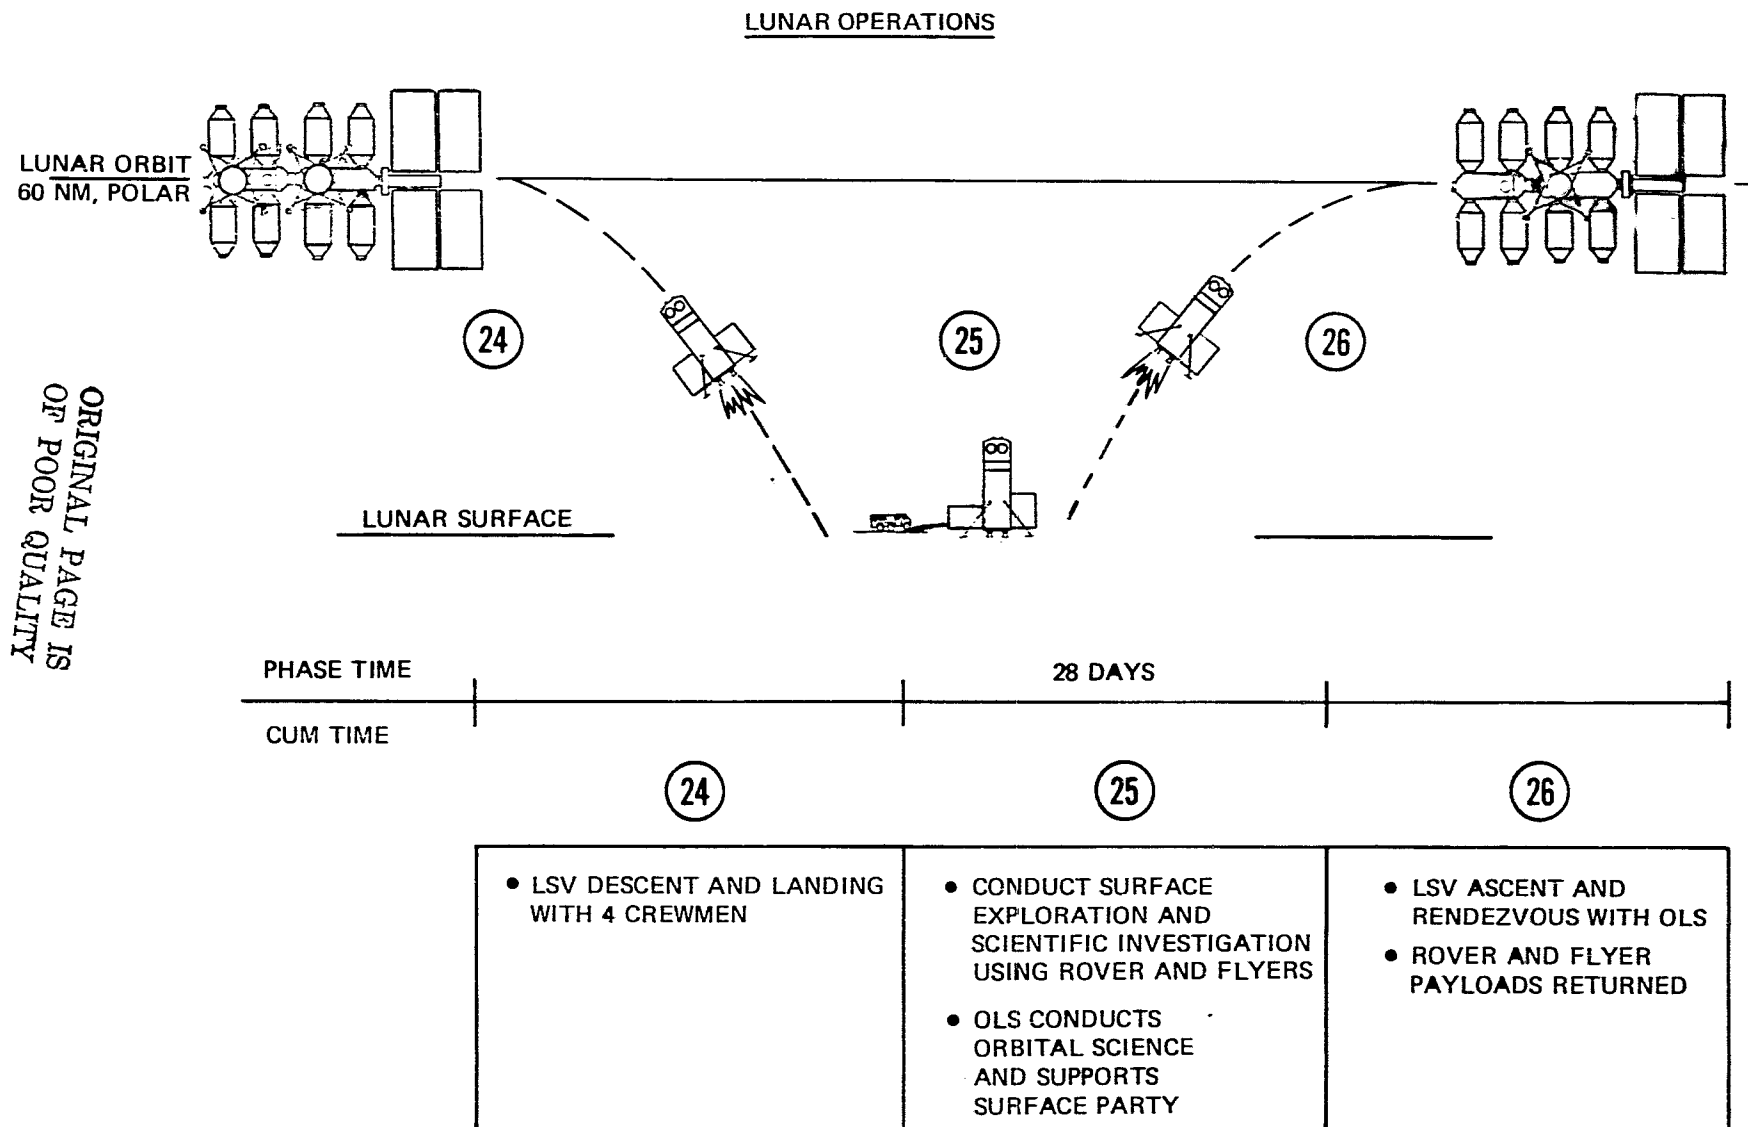 LUNAR OPERATIONS
LUNAR ORBIT
60 NM, POLAR
24
25
26
ORIGINAL PAGE IS
OF POOR QUALITY
LUNAR SURFACE
PHASE TIME
28 DAYS
CUM TIME
24
25
26
• LSV DESCENT AND LANDING
WITH 4 CREWMEN
• CONDUCT SURFACE
EXPLORATION AND
SCIENTIFIC INVESTIGATION
USING ROVER AND FLYERS
• OLS CONDUCTS
ORBITAL SCIENCE
AND SUPPORTS
SURFACE PARTY
• LSV ASCENT AND
RENDEZVOUS WITH OLS
• ROVER AND FLYER
PAYLOADS RETURNED